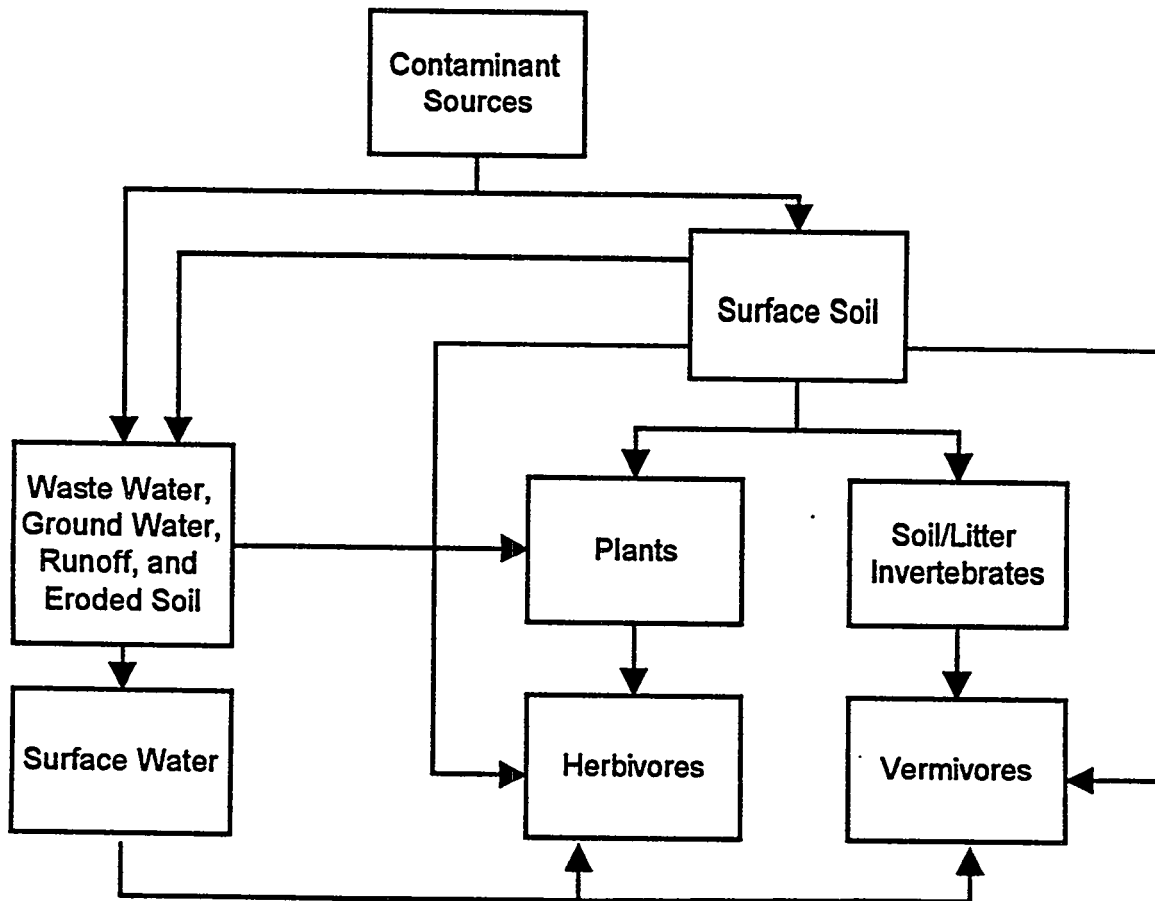 Contaminant
Sources
Surface Soil
Waste Water,
Ground Water,
Runoff, and
Eroded Soil
Plants
Soil/Litter
Invertebrates
Surface Water
Herbivores
Vermivores